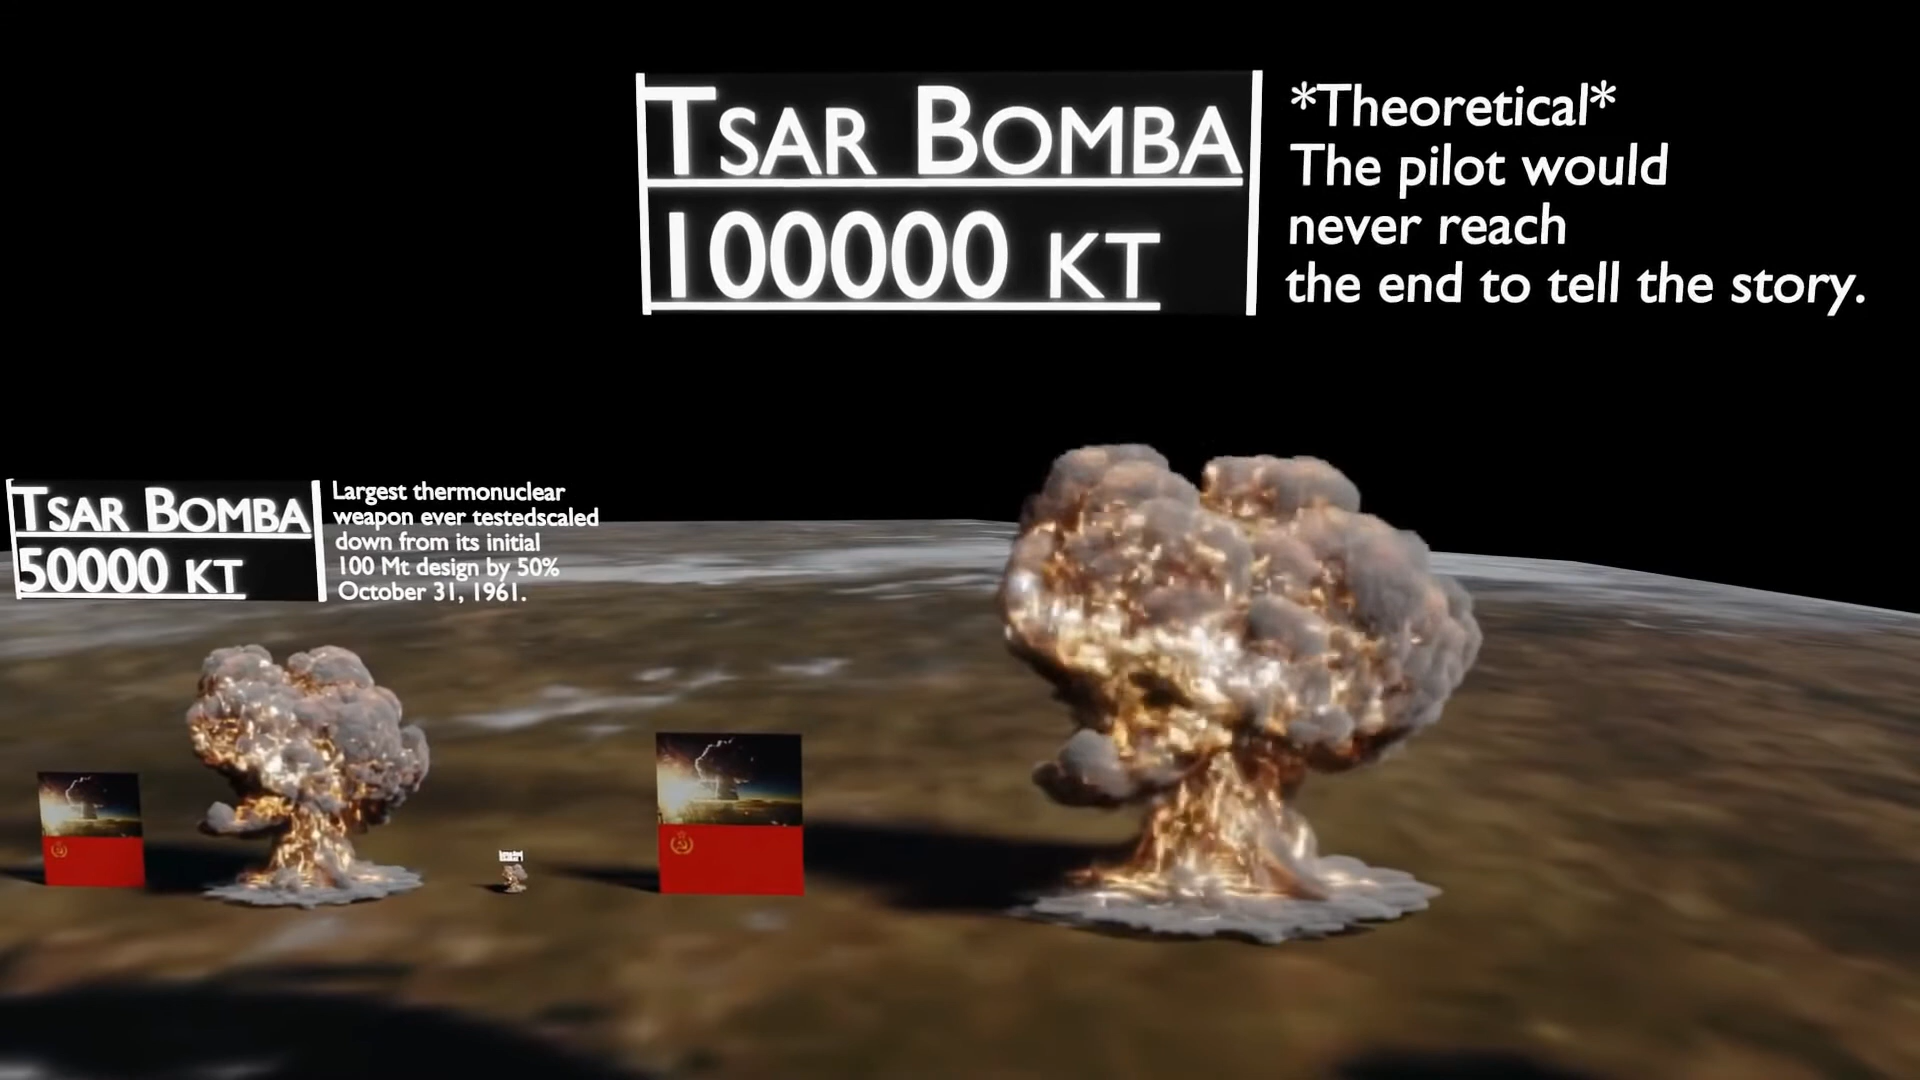 TSAR BOMBA
100000 KT
*Theoretical*
The pilot would
never reach
the end to tell the story.
TSAR BOMBA
50000 KT
Largest thermonuclear
weapon ever testedscaled
down from its initial
100 Mt design by 50%
October 31, 1961.